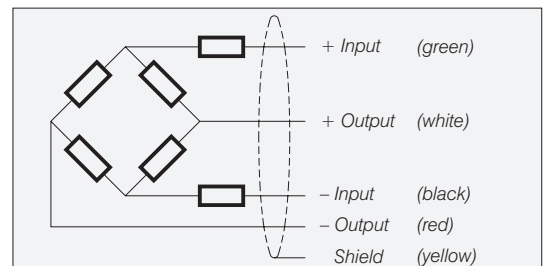 + Input (green)
+ Output (white)
– Input (black)
– Output (red)
Shield (yellow)